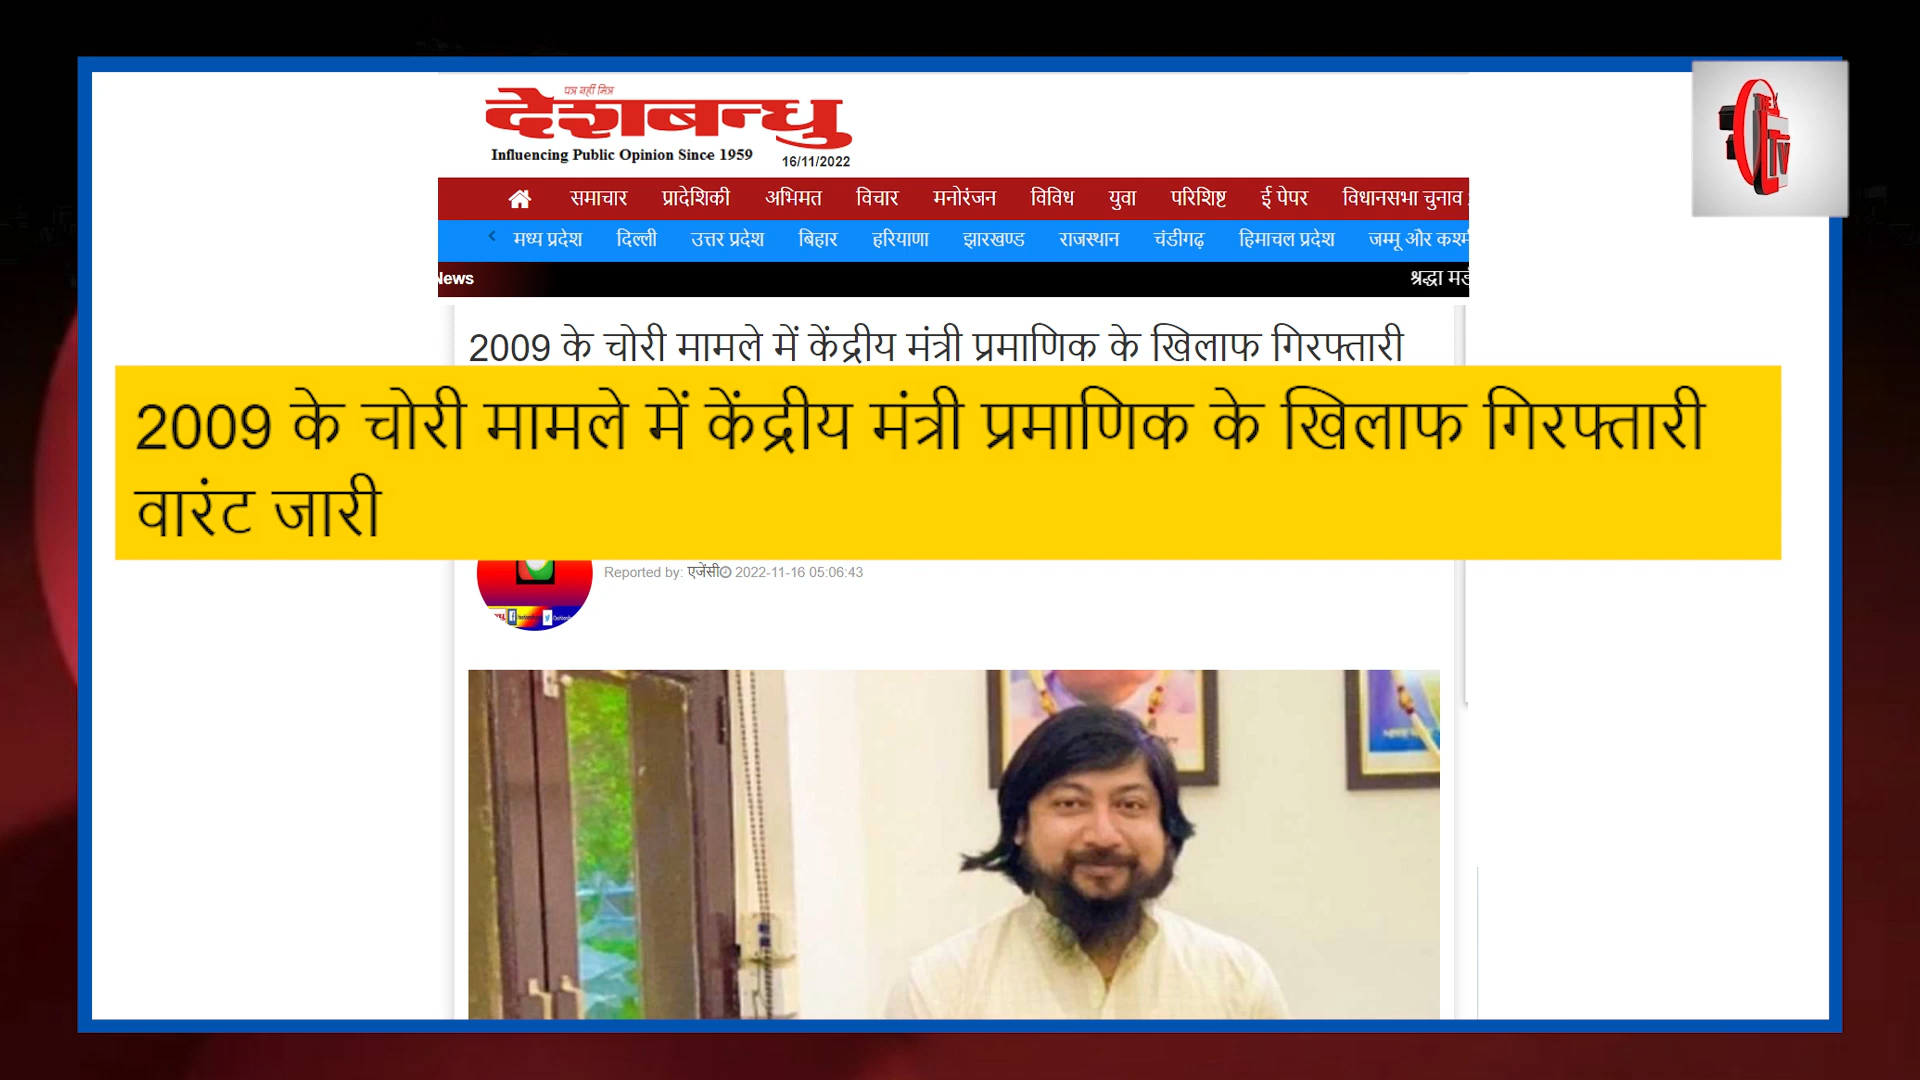 पत्र नहीं मित्र
देशबन्धु
Influencing Public Opinion Since 1959
16/11/2022
समाचार प्रादेशिकी अभिमत विचार मनोरंजन विविध युवा परिशिष्ट ई पेपर विधानसभा चुनाव
मध्य प्रदेश दिल्ली उत्तर प्रदेश बिहार हरियाणा झारखण्ड राजस्थान चंडीगढ़ हिमाचल प्रदेश जम्मू और
News श्रद्धा
2009 के चोरी मामले में केंद्रीय मंत्री प्रमाणिक के खिलाफ गिरफ्तारी
2009 के चोरी मामले में केंद्रीय मंत्री प्रमाणिक के खिलाफ गिरफ्तारी
वारंट जारी
Reported by: एजेंसी 2022-11-16 05:06:43